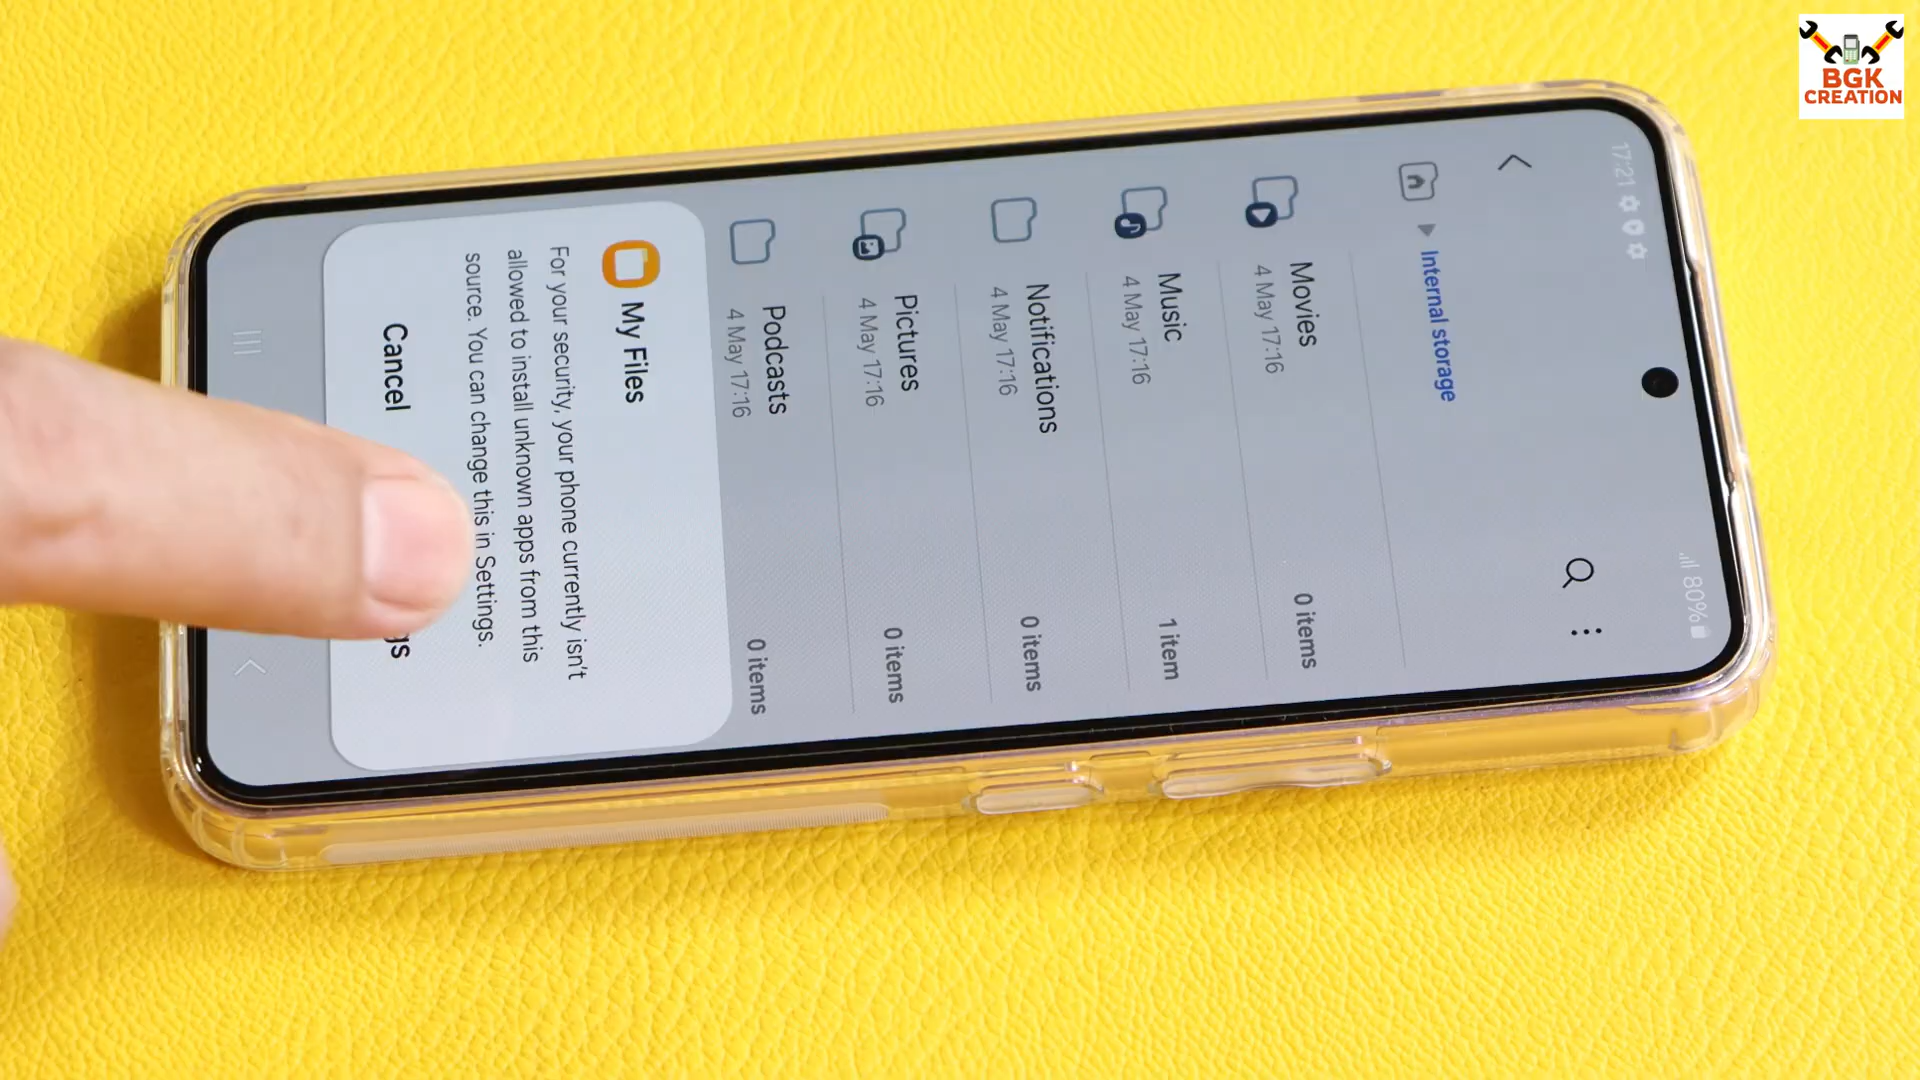 BGK
CREATION
17:21
80%
Internal storage
Movies
4 May 17:16
0 items
Music
4 May 17:16
1 item
Notifications
4 May 17:16
0 items
Pictures
4 May 17:16
0 items
Podcasts
4 May 17:16
0 items
My Files
For your security, your phone currently isn't
allowed to install unknown apps from this
source. You can change this in Settings.
Cancel